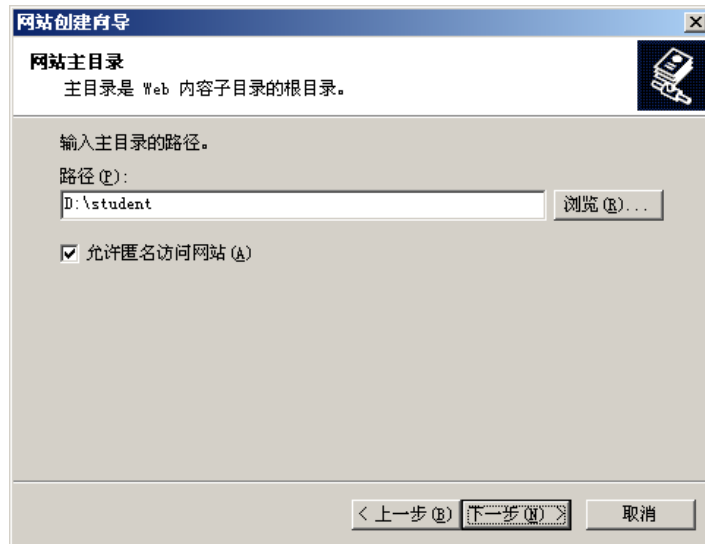 网站创建向导
网站主目录
主目录是 Web 内容子目录的根目录。
输入主目录的路径。
路径(P):
D:\student
浏览(R)...
允许匿名访问网站(A)
< 上一步(B)
下一步(N) >
取消